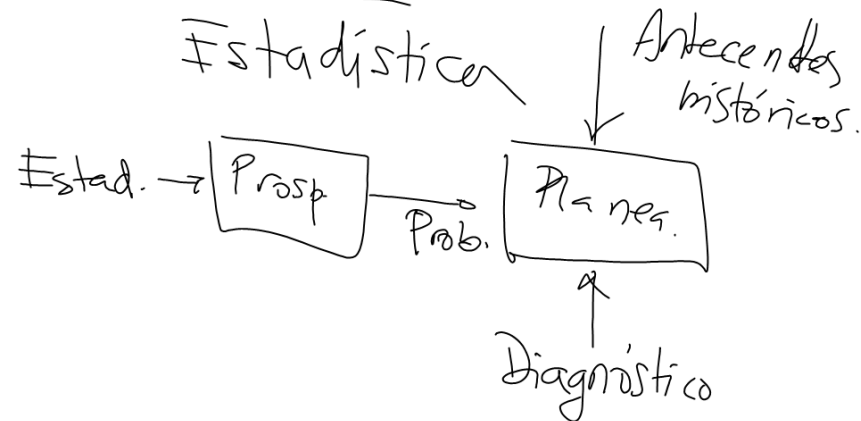 Estadística
Antecendtes
históricos.
Estad.
Prosp.
Prob.
Planea.
Diagnóstico